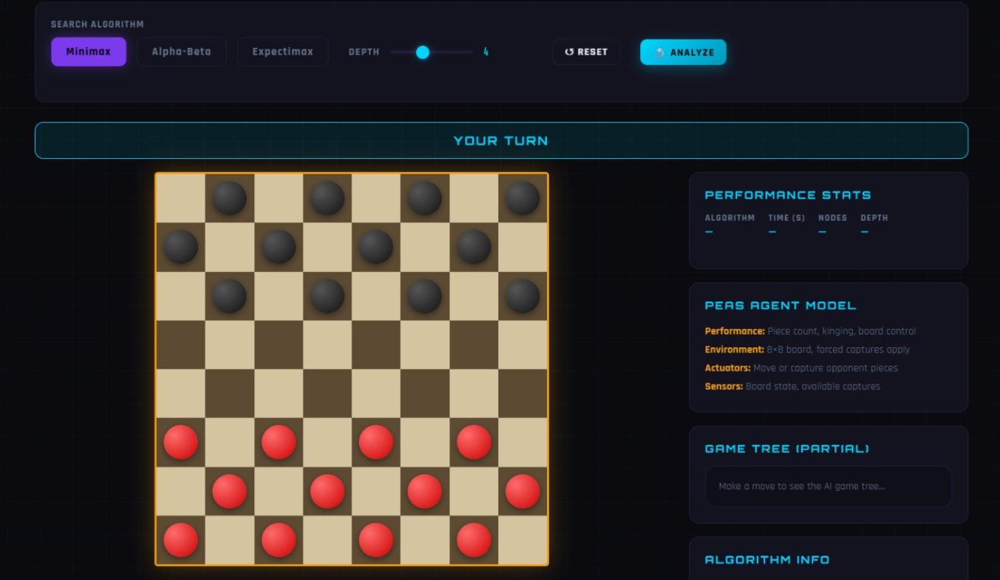 SEARCH ALGORITHM
Minimax Alpha-Beta Expectimax DEPTH 4 ↺ RESET 🔬 ANALYZE
YOUR TURN
PERFORMANCE STATS
ALGORITHM TIME (S) NODES DEPTH
— — — —
PEAS AGENT MODEL
Performance: Piece count, kinging, board control
Environment: 8×8 board, forced captures apply
Actuators: Move or capture opponent pieces
Sensors: Board state, available captures
GAME TREE (PARTIAL)
Make a move to see the AI game tree...
ALGORITHM INFO